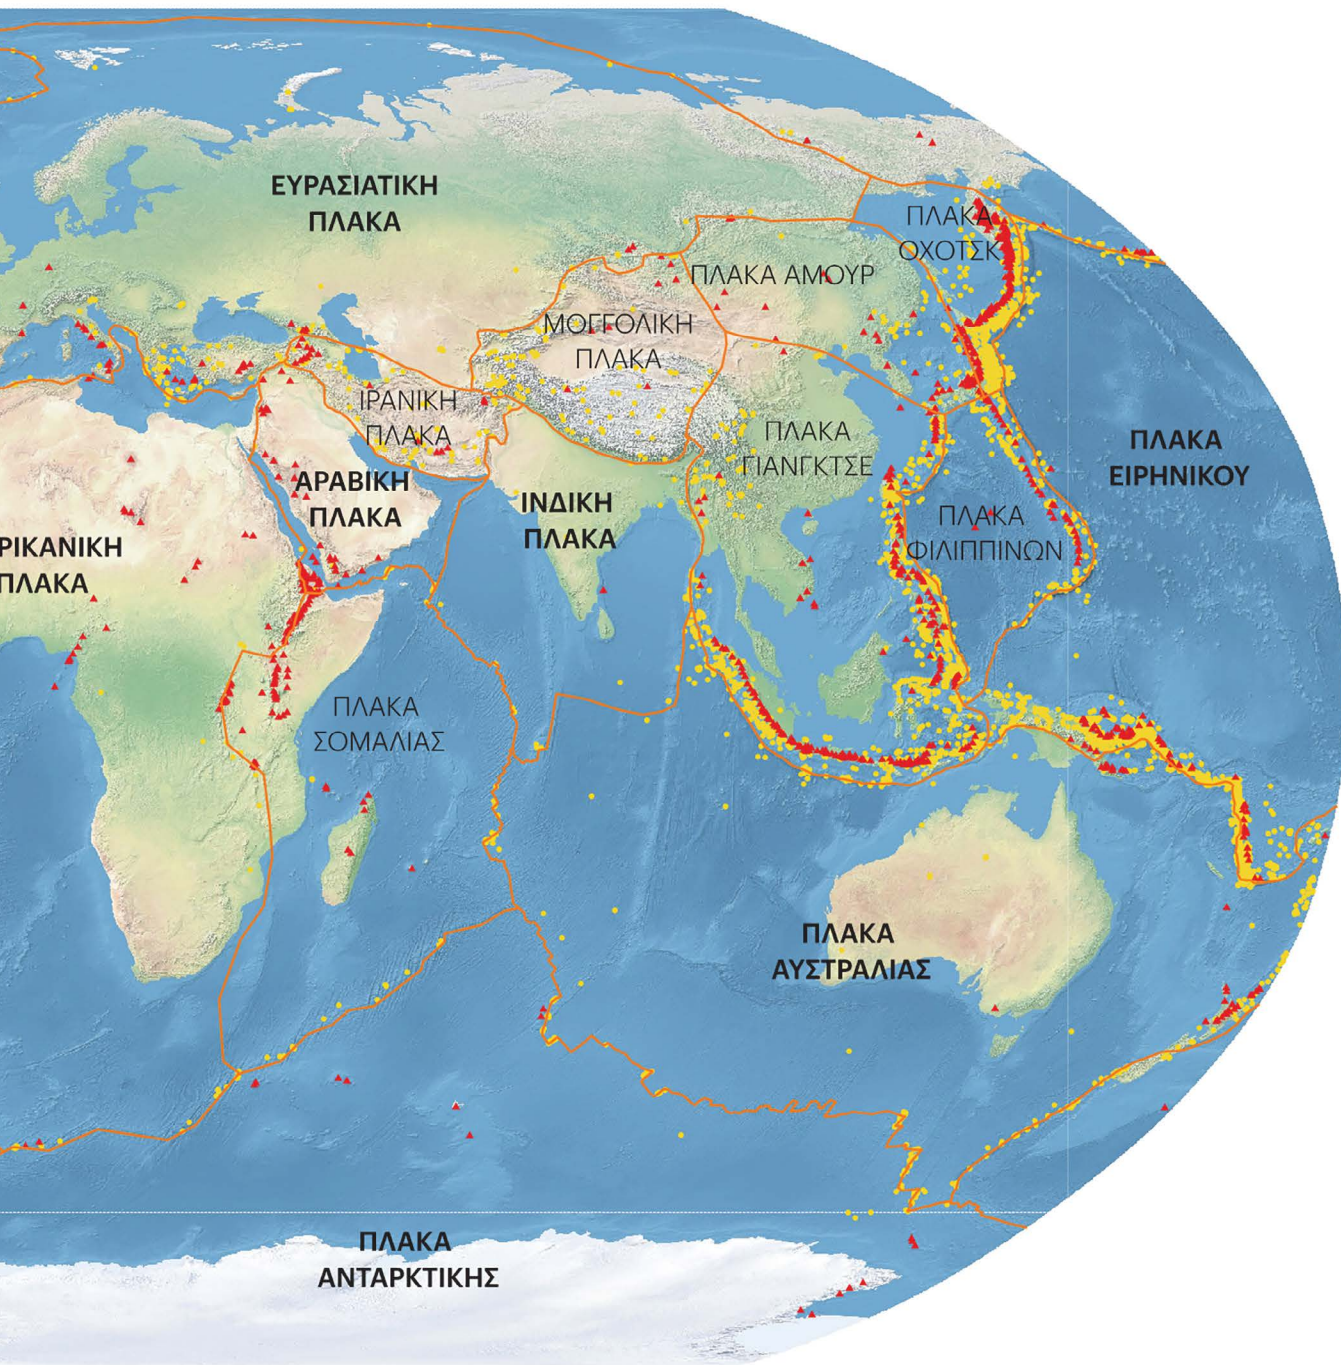 ΕΥΡΑΣΙΑΤΙΚΗ
ΠΛΑΚΑ
ΠΛΑΚΑ
ΟΧΟΤΣΚ
ΠΛΑΚΑ ΑΜΟΥΡ
ΜΟΓΓΟΛΙΚΗ
ΠΛΑΚΑ
ΙΡΑΝΙΚΗ
ΠΛΑΚΑ
ΠΛΑΚΑ
ΓΙΑΝΓΚΤΣΕ
ΠΛΑΚΑ
ΕΙΡΗΝΙΚΟΥ
ΑΡΑΒΙΚΗ
ΠΛΑΚΑ
ΙΝΔΙΚΗ
ΠΛΑΚΑ
ΠΛΑΚΑ
ΦΙΛΙΠΠΙΝΩΝ
ΡΙΚΑΝΙΚΗ
ΠΛΑΚΑ
ΠΛΑΚΑ
ΣΟΜΑΛΙΑΣ
ΠΛΑΚΑ
ΑΥΣΤΡΑΛΙΑΣ
ΠΛΑΚΑ
ΑΝΤΑΡΚΤΙΚΗΣ